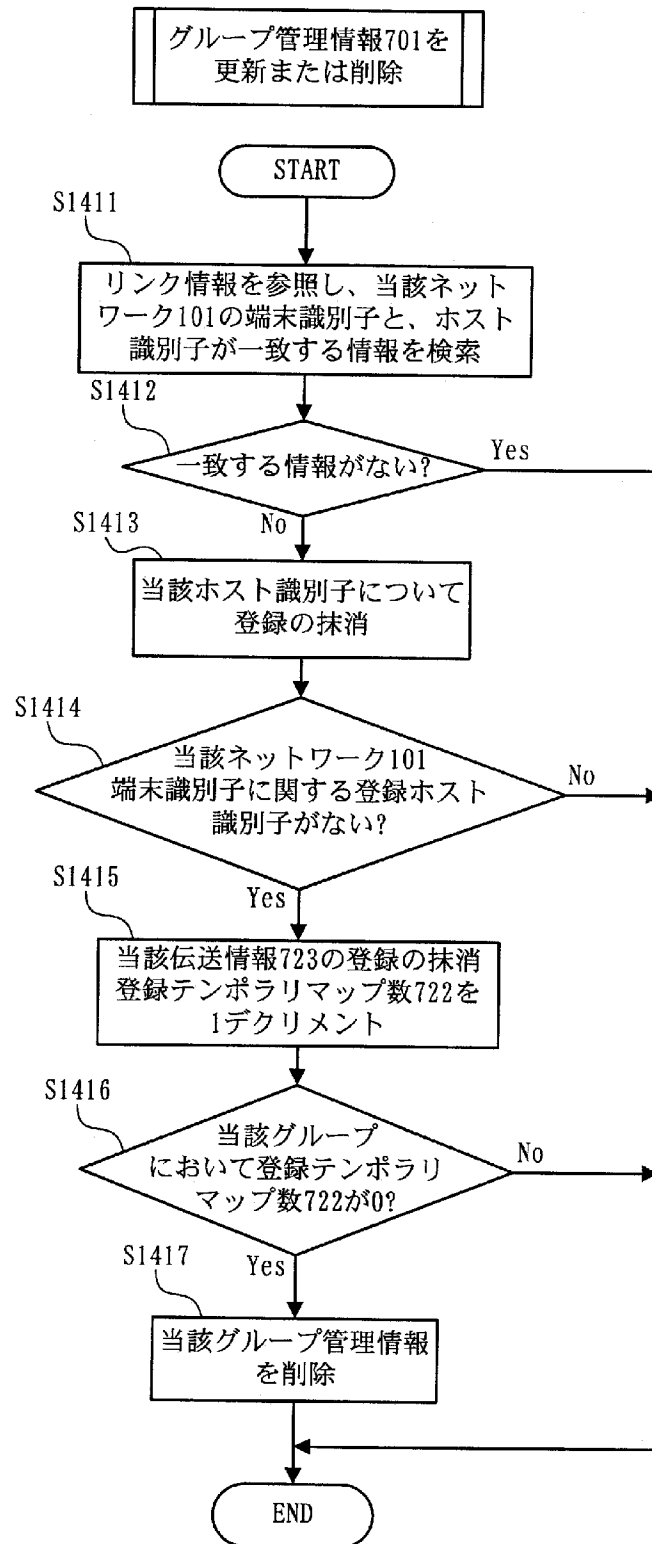 グループ管理情報701を
更新または削除
START
S1411
リンク情報を参照し、当該ネット
ワーク101の端末識別子と、ホスト
識別子が一致する情報を検索
S1412
一致する情報がない?
Yes
No
S1413
当該ホスト識別子について
登録の抹消
S1414
当該ネットワーク101
端末識別子に関する登録ホスト
識別子がない?
No
Yes
S1415
当該伝送情報723の登録の抹消
登録テンポラリマップ数722を
1デクリメント
S1416
当該グループ
において登録テンポラリ
マップ数722が0?
No
Yes
S1417
当該グループ管理情報
を削除
END